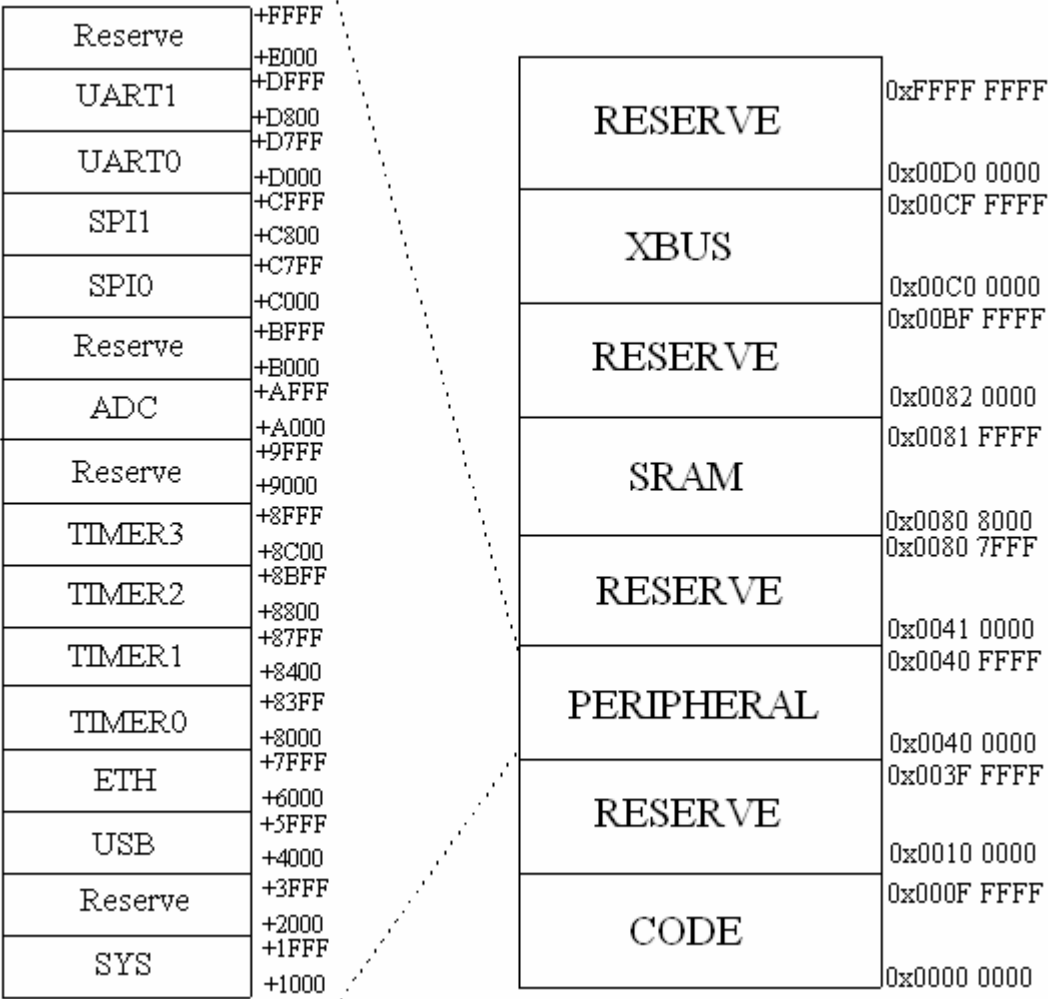 Reserve
+FFFF
+E000
UART1
+DFFF
+D800
UART0
+D7FF
+D000
SPI1
+CFFF
+C800
SPI0
+C7FF
+C000
Reserve
+BFFF
+B000
ADC
+AFFF
+A000
Reserve
+9FFF
+9000
TIMER3
+8FFF
+8C00
TIMER2
+8BFF
+8800
TIMER1
+87FF
+8400
TIMER0
+83FF
+8000
ETH
+7FFF
+6000
USB
+5FFF
+4000
Reserve
+3FFF
+2000
SYS
+1FFF
+1000
RESERVE
0xFFFF FFFF
0x00D0 0000
XBUS
0x00CF FFFF
0x00C0 0000
RESERVE
0x00BF FFFF
0x0082 0000
SRAM
0x0081 FFFF
0x0080 8000
RESERVE
0x0080 7FFF
0x0041 0000
PERIPHERAL
0x0040 FFFF
0x0040 0000
RESERVE
0x003F FFFF
0x0010 0000
CODE
0x000F FFFF
0x0000 0000